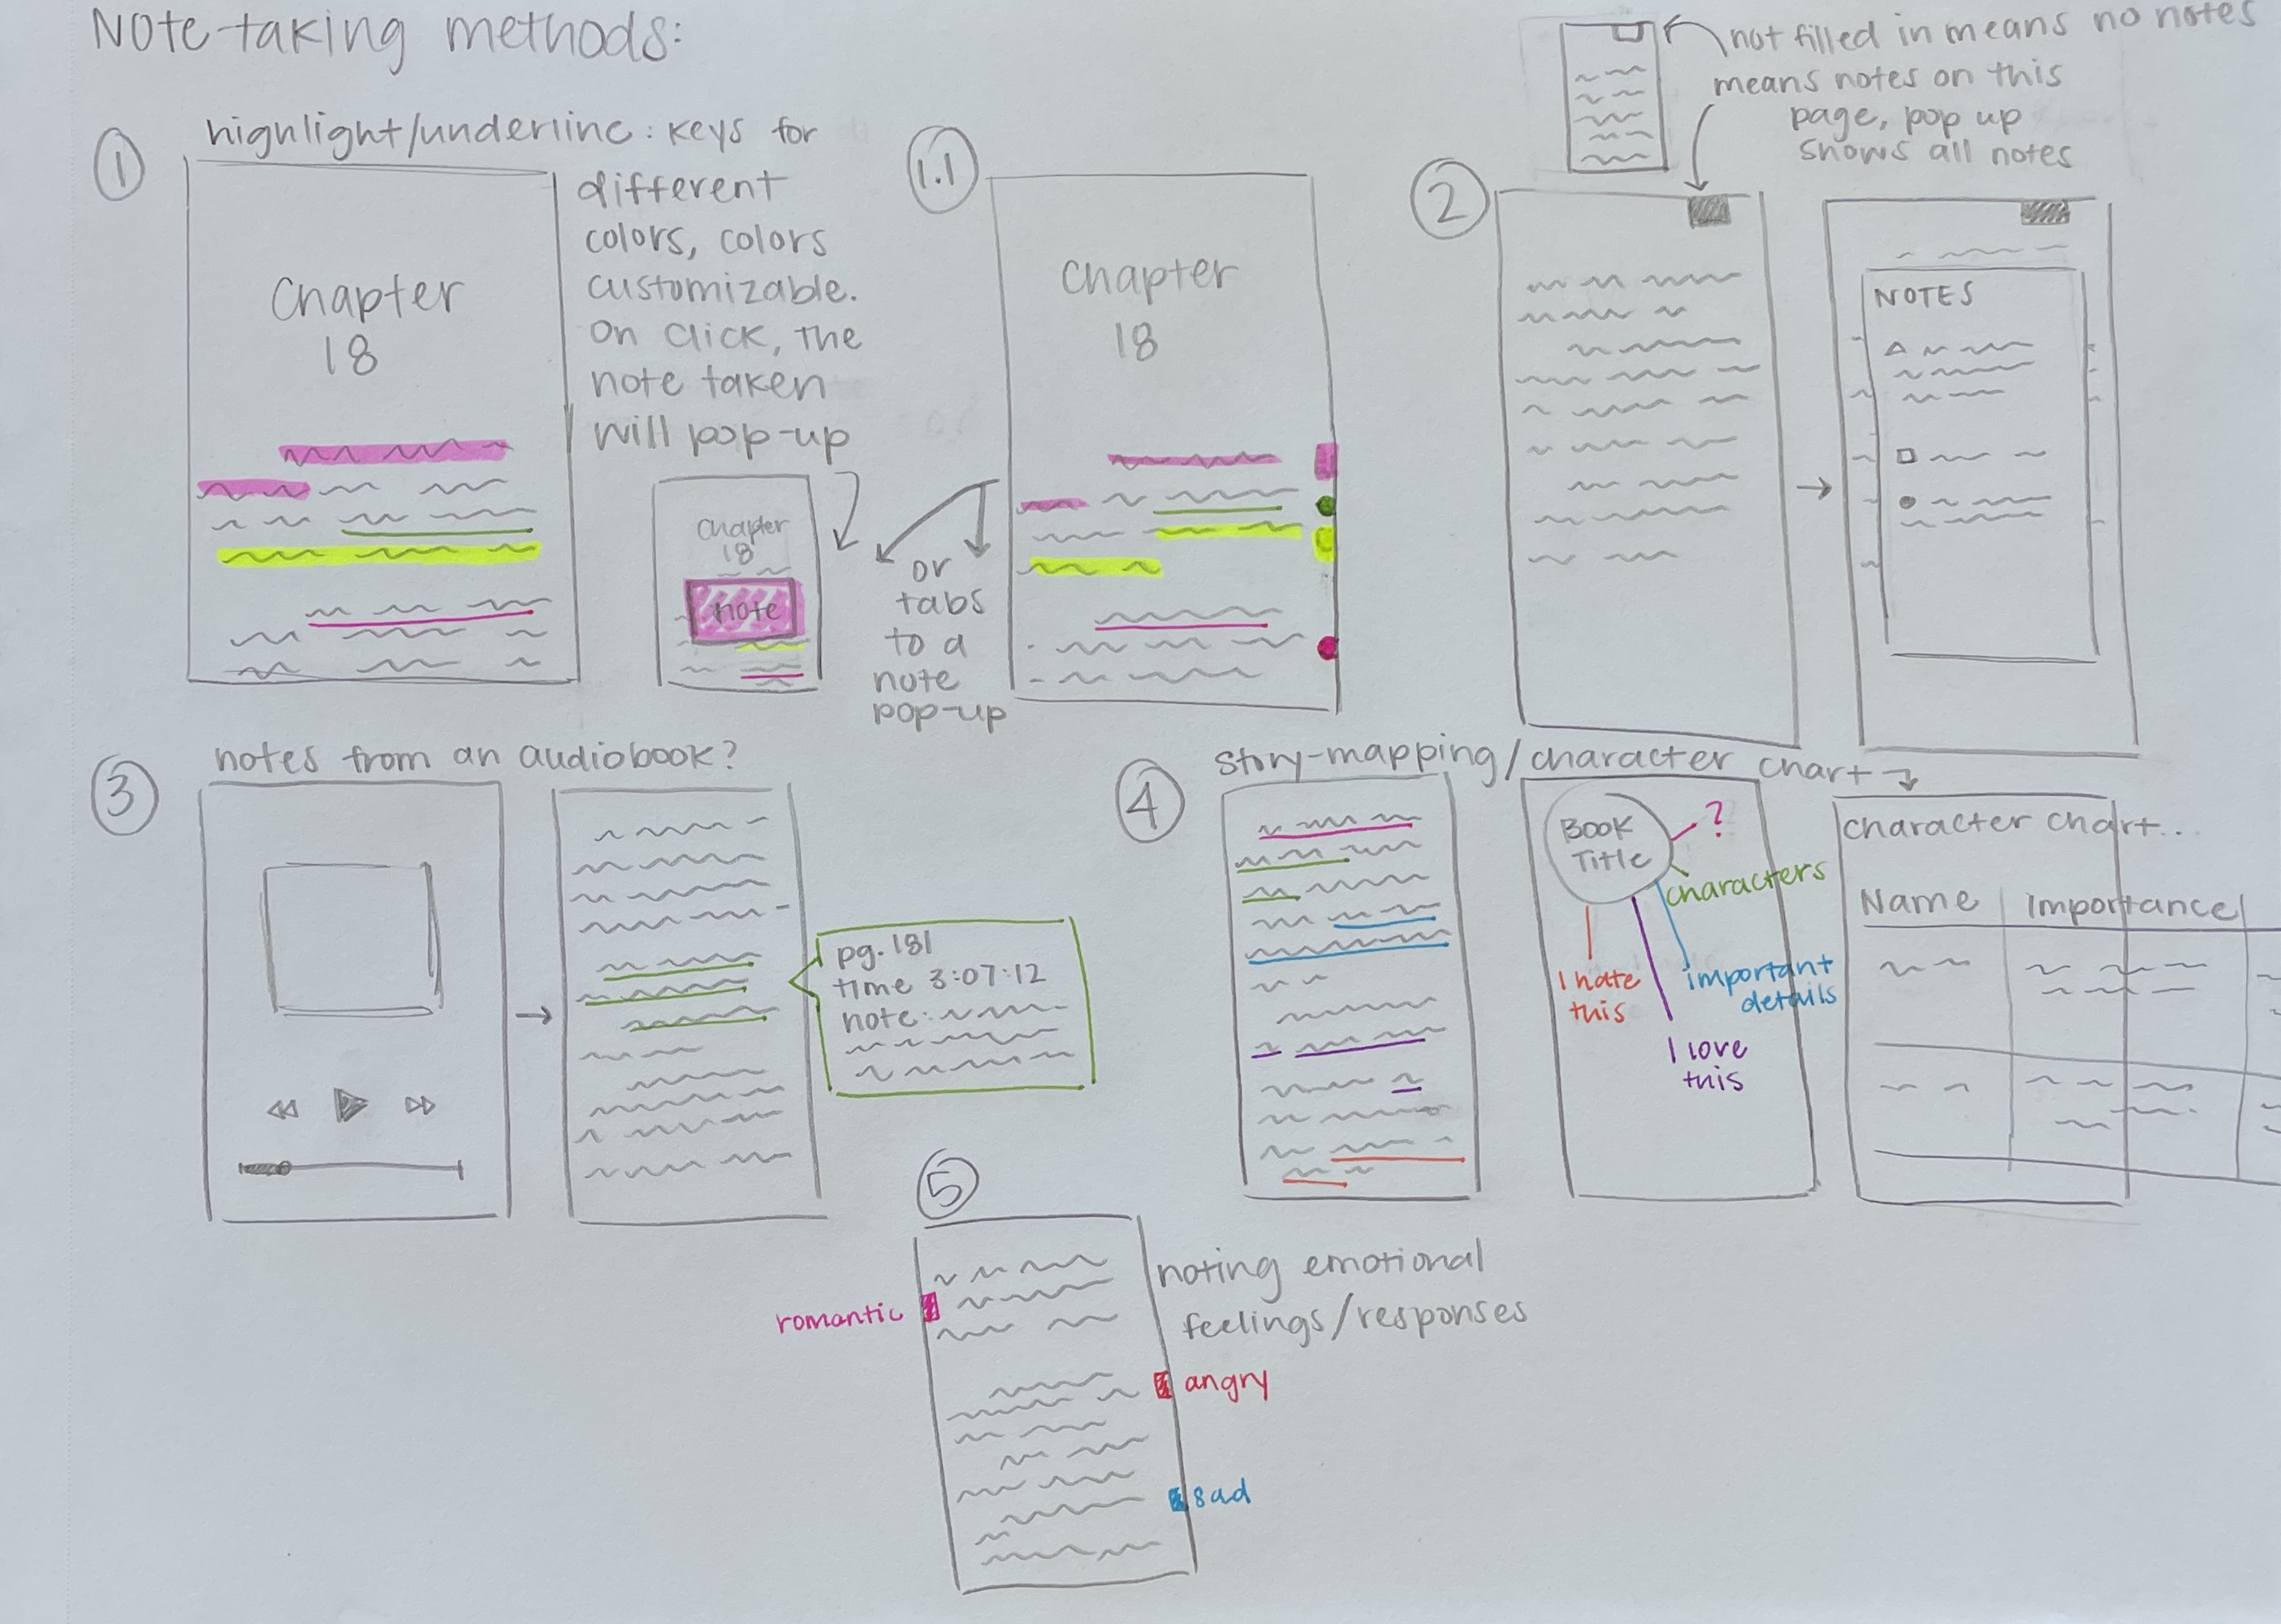 Note-taking methods:
1
highlight/underline: keys for
different
colors, colors
customizable.
On click, the
note taken
will pop-up
Chapter
18
Chapter
18
note
1.1
Chapter
18
or
tabs
to a
note
pop-up
not filled in means no notes
means notes on this
page, pop up
shows all notes
2
NOTES
3
notes from an audiobook?
pg. 181
time 3:07:12
note:
4
story-mapping/character chart
Book
Title
?
characters
important
details
I love
this
I hate
this
character chart..
Name
importance
5
noting emotional
feelings/responses
romantic
angry
sad